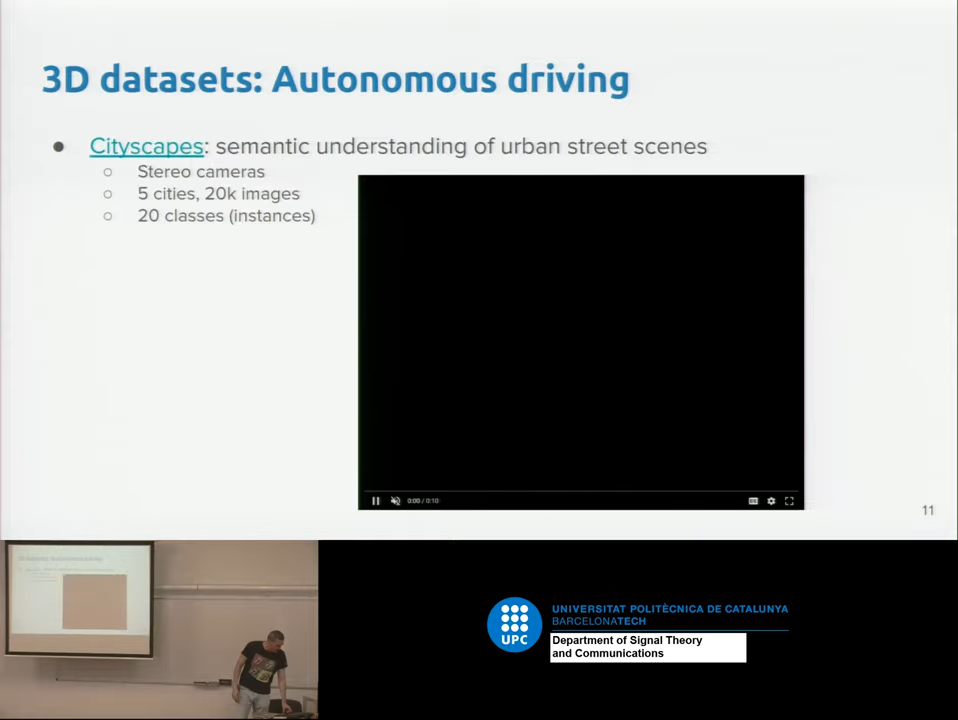 3D datasets: Autonomous driving
● Cityscapes: semantic understanding of urban street scenes
○ Stereo cameras
○ 5 cities, 20k images
○ 20 classes (instances)
0:00 / 0:10
11
UPC
UNIVERSITAT POLITÈCNICA DE CATALUNYA
BARCELONATECH
Department of Signal Theory
and Communications